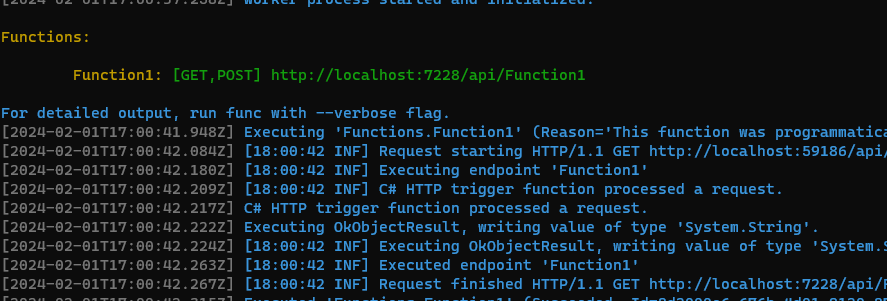 worker process started and initialized.
Functions:
Function1: [GET,POST] http://localhost:7228/api/Function1
For detailed output, run func with --verbose flag.
[2024-02-01T17:00:41.948Z] Executing 'Functions.Function1' (Reason='This function was programmatica
[2024-02-01T17:00:42.084Z] [18:00:42 INF] Request starting HTTP/1.1 GET http://localhost:59186/api/
[2024-02-01T17:00:42.180Z] [18:00:42 INF] Executing endpoint 'Function1'
[2024-02-01T17:00:42.209Z] [18:00:42 INF] C# HTTP trigger function processed a request.
[2024-02-01T17:00:42.217Z] C# HTTP trigger function processed a request.
[2024-02-01T17:00:42.222Z] Executing OkObjectResult, writing value of type 'System.String'.
[2024-02-01T17:00:42.224Z] [18:00:42 INF] Executing OkObjectResult, writing value of type 'System.S
[2024-02-01T17:00:42.263Z] [18:00:42 INF] Executed endpoint 'Function1'
[2024-02-01T17:00:42.267Z] [18:00:42 INF] Request finished HTTP/1.1 GET http://localhost:7228/api/
Executed 'Functions.Function1' (Succeeded,